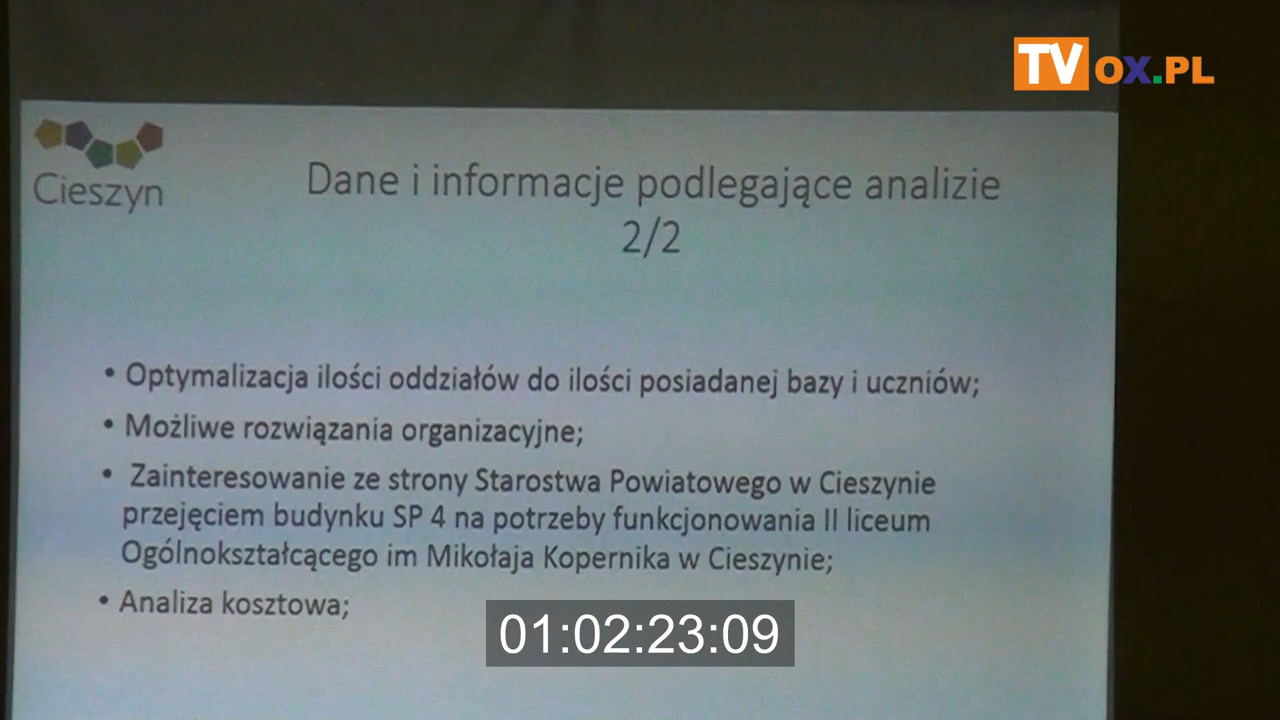 TVOX.PL
Cieszyn
Dane i informacje podlegające analizie
2/2
• Optymalizacja ilości oddziałów do ilości posiadanej bazy i uczniów;
• Możliwe rozwiązania organizacyjne;
• Zainteresowanie ze strony Starostwa Powiatowego w Cieszynie
przejęciem budynku SP 4 na potrzeby funkcjonowania II liceum
Ogólnokształcącego im Mikołaja Kopernika w Cieszynie;
• Analiza kosztowa;
01:02:23:09